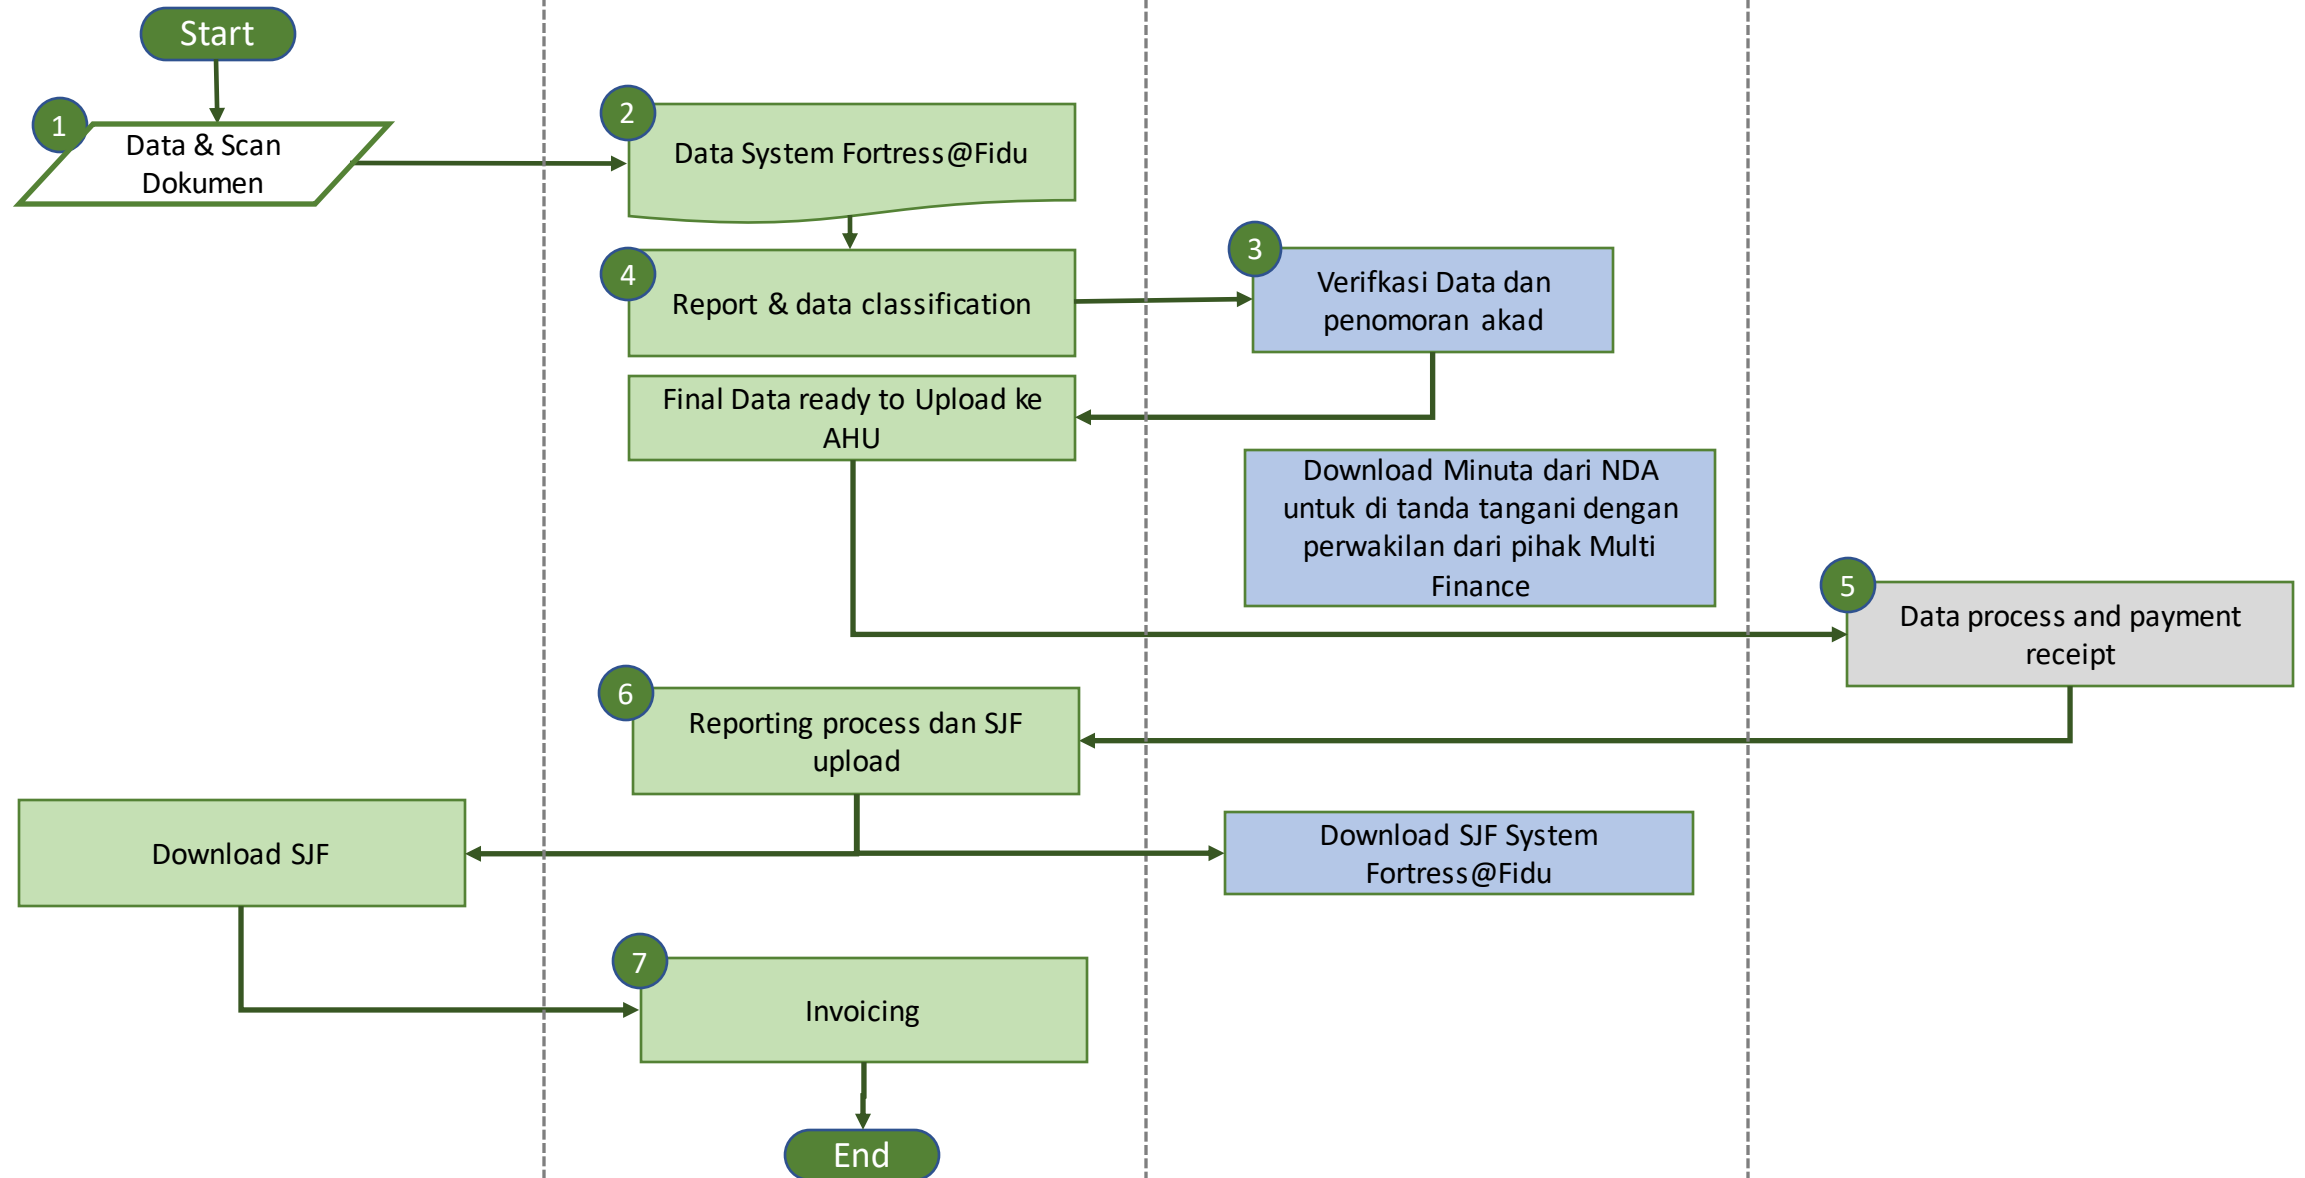 Start
1
Data & Scan
Dokumen
2
Data System Fortress@Fidu
4
Report & data classification
3
Verifkasi Data dan
penomoran akad
Final Data ready to Upload ke
AHU
Download Minuta dari NDA
untuk di tanda tangani dengan
perwakilan dari pihak Multi
Finance
5
Data process and payment
receipt
6
Reporting process dan SJF
upload
Download SJF
Download SJF System
Fortress@Fidu
7
Invoicing
End